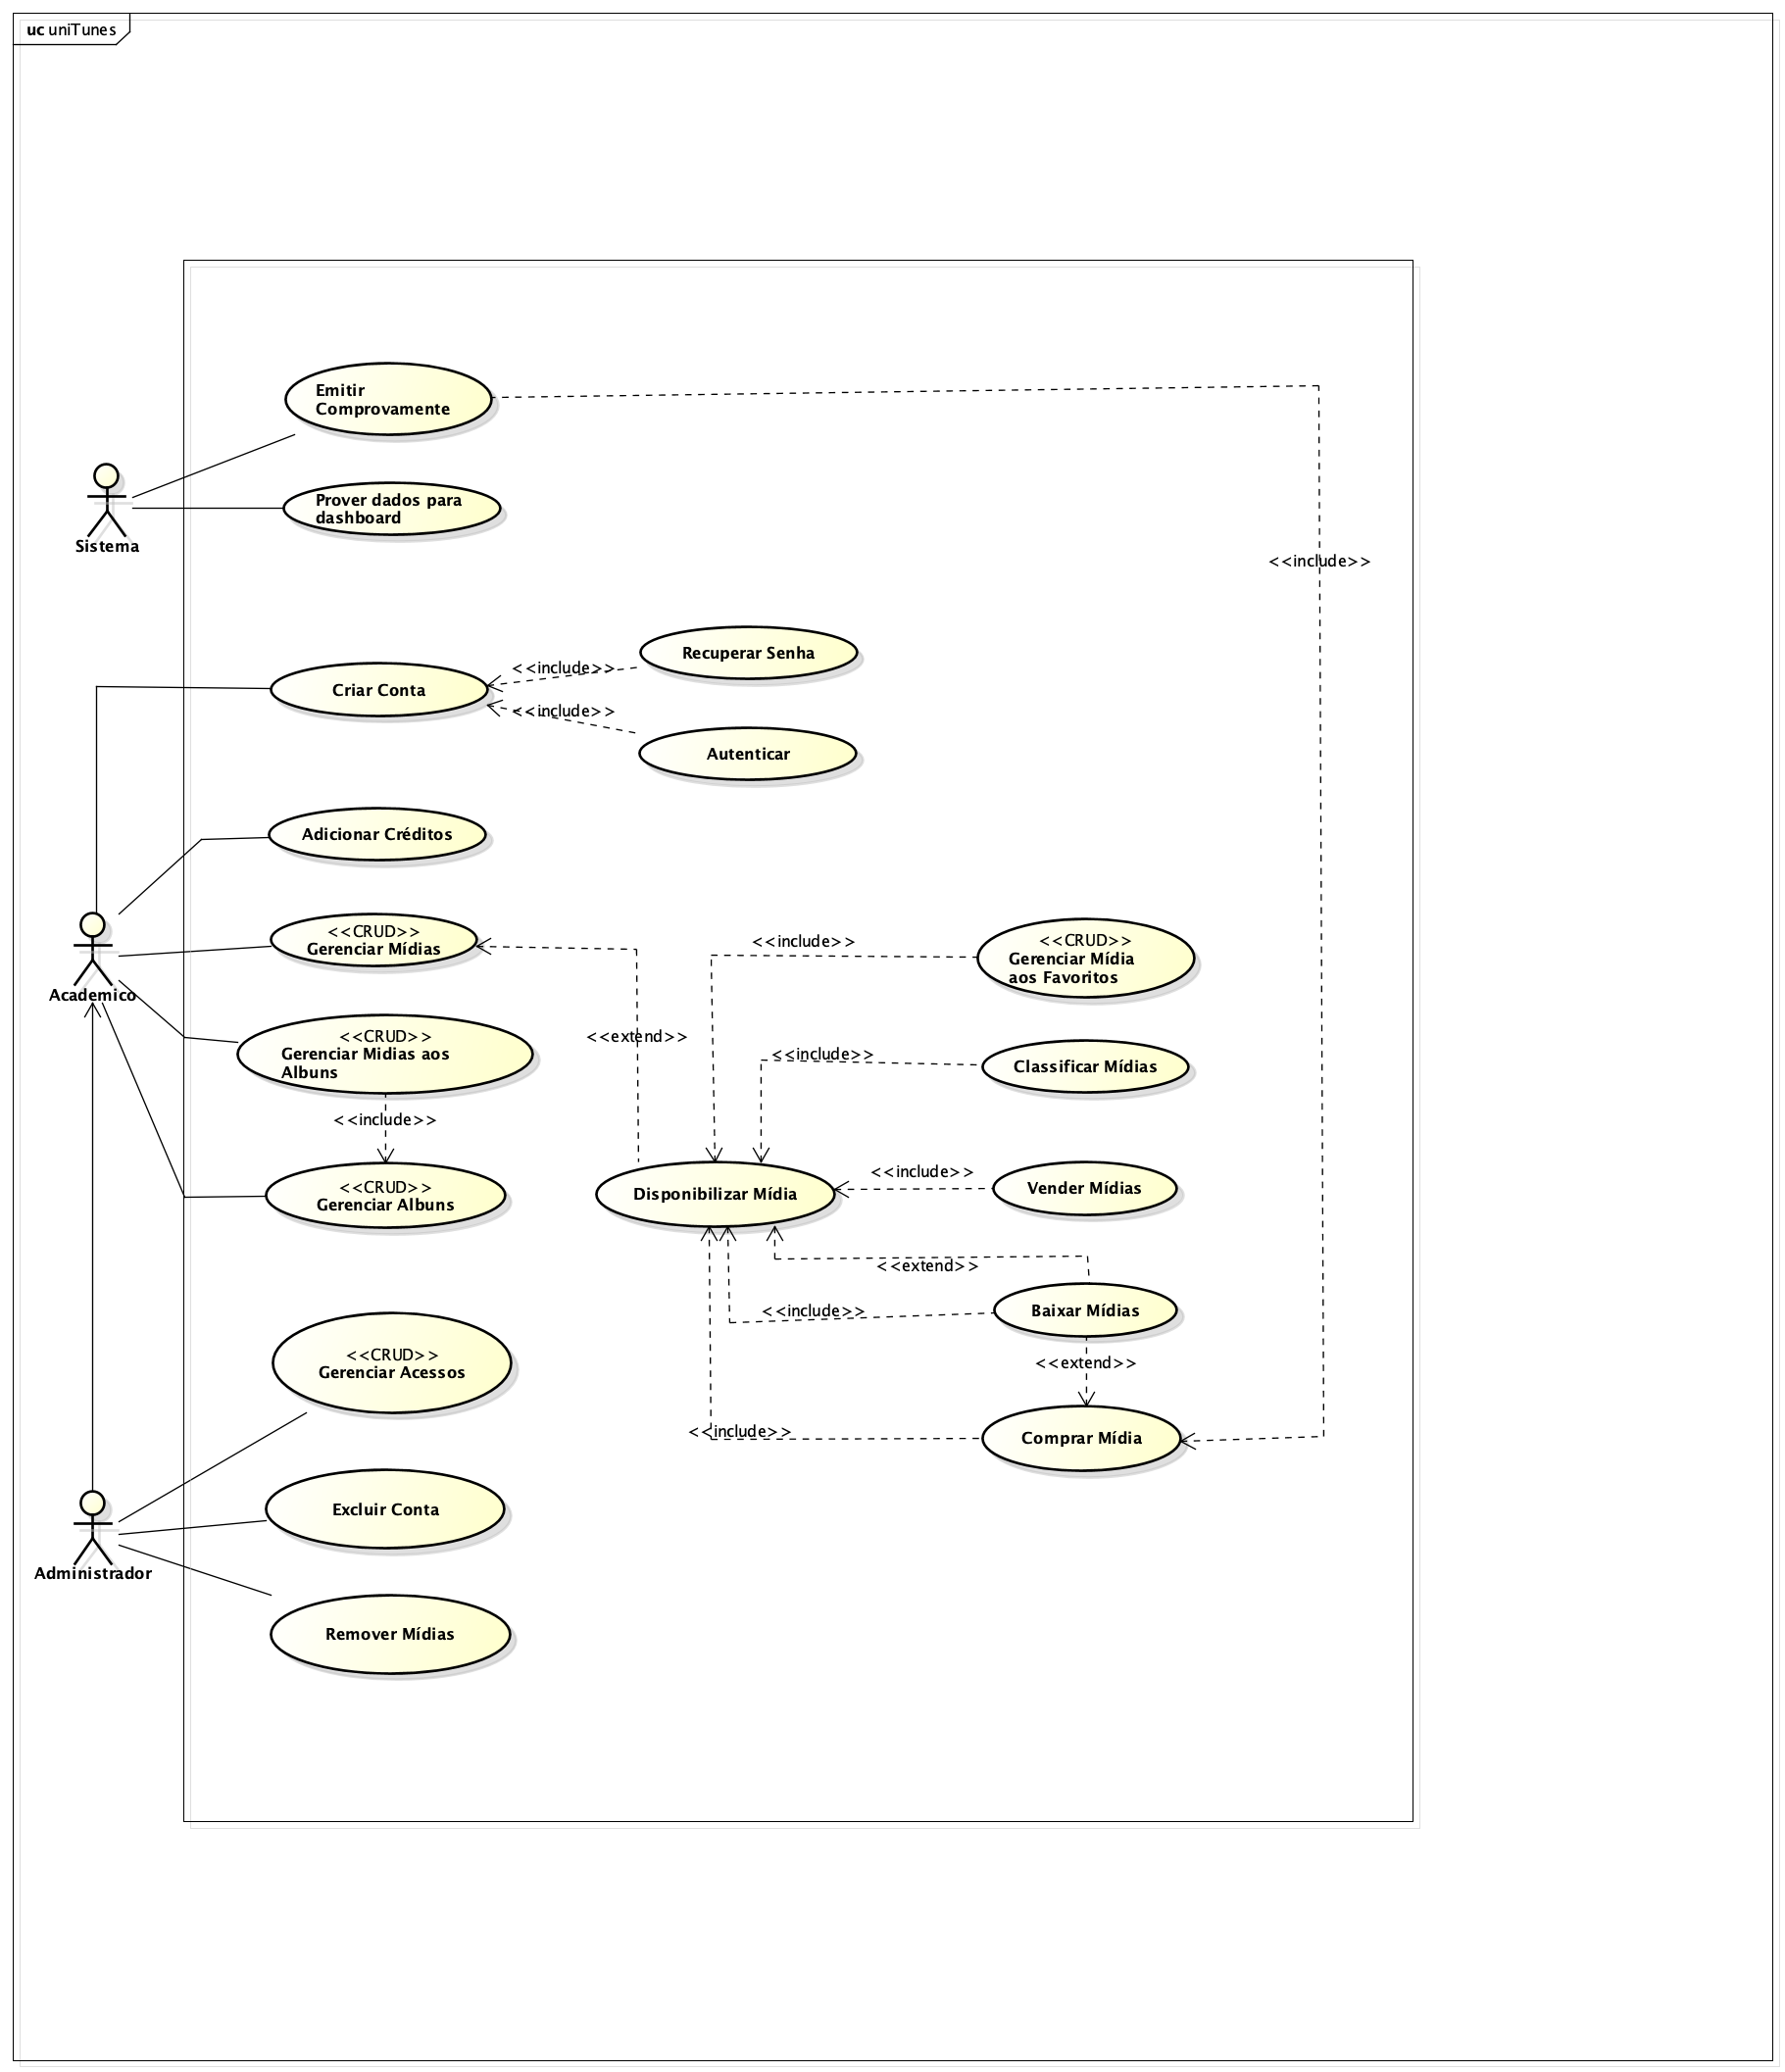 uc uniTunes
Emitir
Comprovamente
Prover dados para
dashboard
Sistema
<<include>>
Recuperar Senha
<<include>>
Criar Conta
<<include>>
Autenticar
Adicionar Créditos
<<CRUD>>
Gerenciar Mídias
<<include>>
<<CRUD>>
Gerenciar Mídia
aos Favoritos
Academico
<<CRUD>>
Gerenciar Midias aos
Albuns
<<extend>>
<<include>>
Classificar Mídias
<<include>>
<<CRUD>>
Gerenciar Albuns
Disponibilizar Mídia
<<include>>
Vender Mídias
<<extend>>
<<include>>
Baixar Mídias
<<extend>>
<<CRUD>>
Gerenciar Acessos
<<include>>
Comprar Mídia
Excluir Conta
Administrador
Remover Mídias